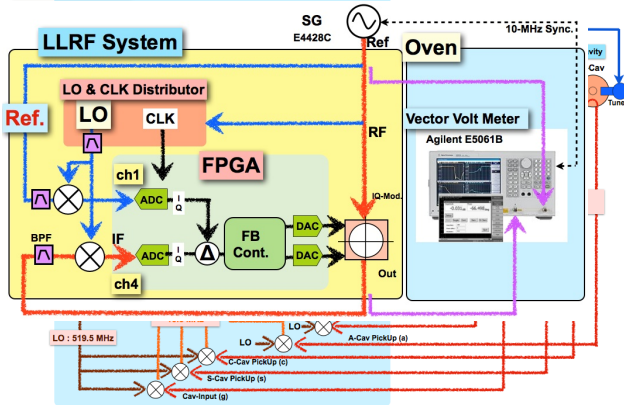 SG
E4428C
Ref
10-MHz Sync.
LLRF System
Oven
vity
-Cav
Tune
LO & CLK Distributor
Ref.
LO
CLK
RF
Vector Volt Meter
Agilent E5061B
FPGA
ch1
ADC
I
Q
IQ-Mod.
DAC
BPF
IF
ADC
I
Q
Δ
FB
Cont.
DAC
ch4
Out
LO : 519.5 MHz
LO
LO
A-Cav PickUp (a)
C-Cav PickUp (c)
S-Cav PickUp (s)
Cav-Input (g)